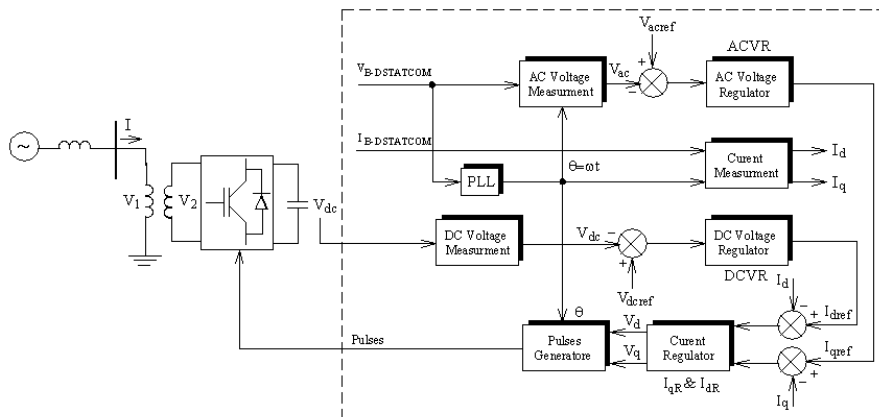 V_acref
ACVR
V_B-DSTATCOM
AC Voltage
Measurment
V_ac
+
−
AC Voltage
Regulator
I
I_B-DSTATCOM
~
θ=ωt
Curent
Measurment
I_d
I_q
PLL
V_1
V_2
V_dc
DC Voltage
Measurment
V_dc
−
+
DC Voltage
Regulator
V_dcref
DCVR
I_d
−
+
I_dref
θ
V_d
Pulses
Pulses
Generatore
V_q
Curent
Regulator
I_qref
−
+
I_qR & I_dR
I_q